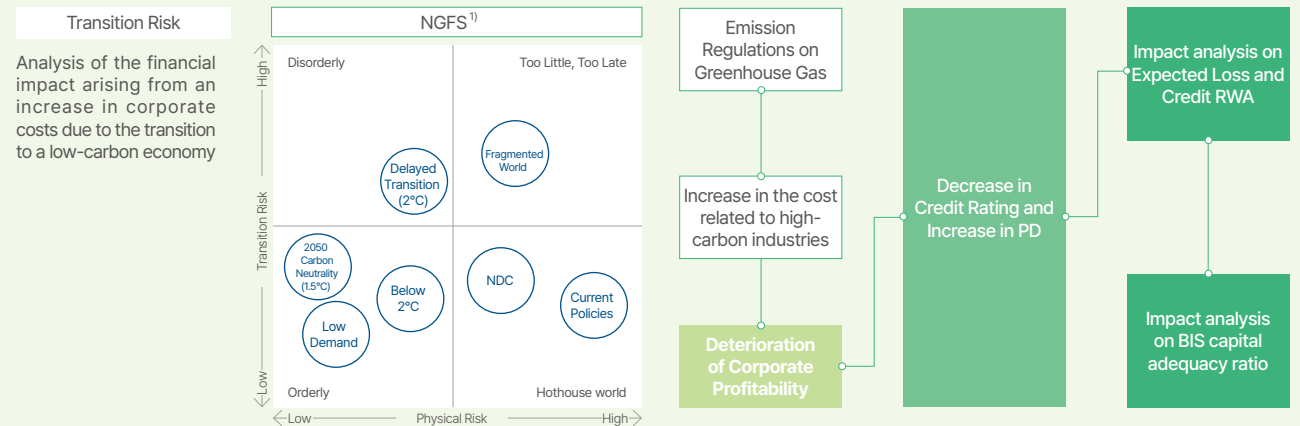 Transition Risk
Analysis of the financial
impact arising from an
increase in corporate
costs due to the transition
to a low-carbon economy
NGFS 1)
High
Transition Risk
Low
Disorderly
Too Little, Too Late
Delayed
Transition
(2°C)
Fragmented
World
2050
Carbon
Neutrality
(1.5°C)
Low
Demand
Below
2°C
NDC
Current
Policies
Orderly
Hothouse world
Low
Physical Risk
High
Emission
Regulations on
Greenhouse Gas
Increase in the cost
related to high-
carbon industries
Deterioration
of Corporate
Profitability
Decrease in
Credit Rating and
Increase in PD
Impact analysis on
Expected Loss and
Credit RWA
Impact analysis
on BIS capital
adequacy ratio